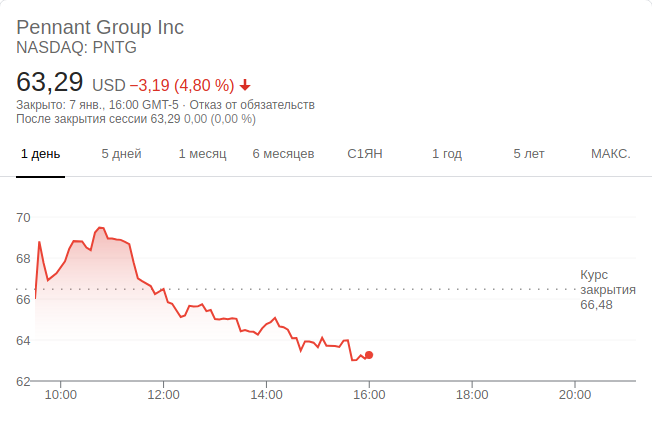 Pennant Group Inc
NASDAQ: PNTG
63,29 USD −3,19 (4,80 %)
Закрыто: 7 янв., 16:00 GMT-5 · Отказ от обязательств
После закрытия сессии 63,29 0,00 (0,00 %)
1 день 5 дней 1 месяц 6 месяцев С1ЯН 1 год 5 лет МАКС.
70
68
Курс
закрытия
66,48
66
64
62
10:00 12:00 14:00 16:00 18:00 20:00